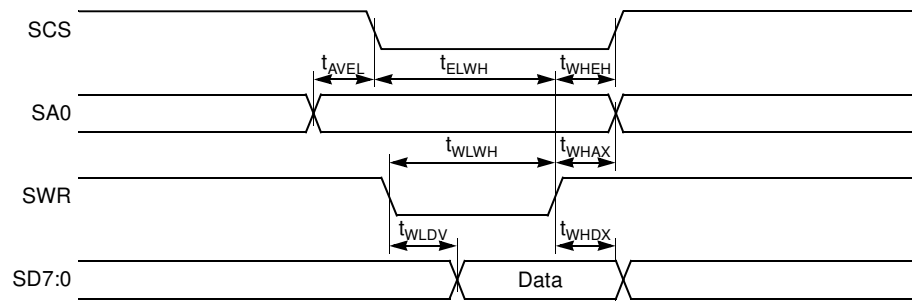 SCS
tAVEL tELWH tWHEH
SA0
tWLWH tWHAX
SWR
tWLDV tWHDX
SD7:0 Data